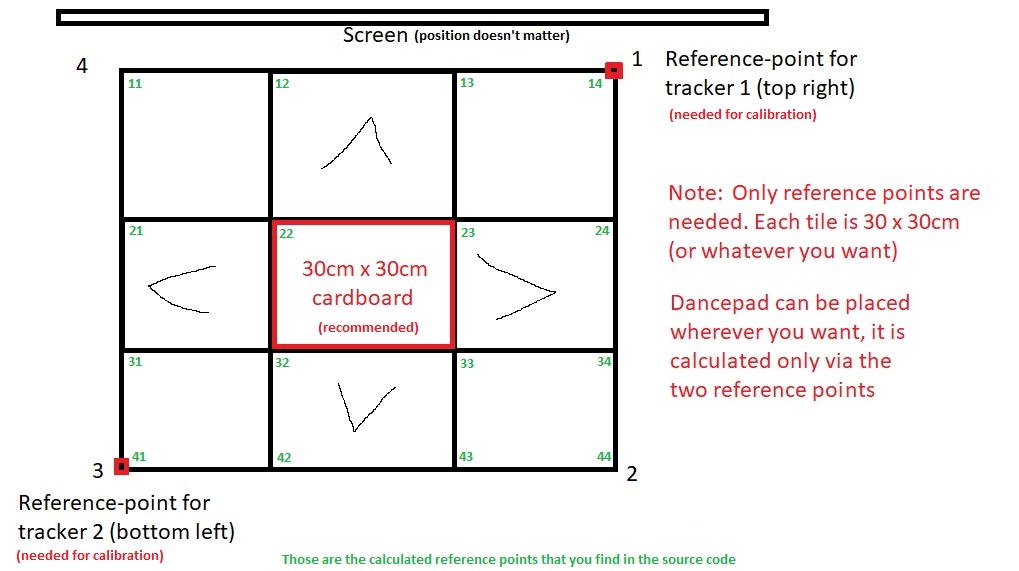 Screen (position doesn't matter)
4
1
Reference-point for
tracker 1 (top right)
(needed for calibration)
11
12
13
14
Note:  Only reference points are
needed. Each tile is 30 x 30cm
(or whatever you want)
21
22
23
24
30cm x 30cm
cardboard
(recommended)
Dancepad can be placed
wherever you want, it is
calculated only via the
two reference points
31
32
33
34
41
42
43
44
3
2
Reference-point for
tracker 2 (bottom left)
(needed for calibration)
Those are the calculated reference points that you find in the source code